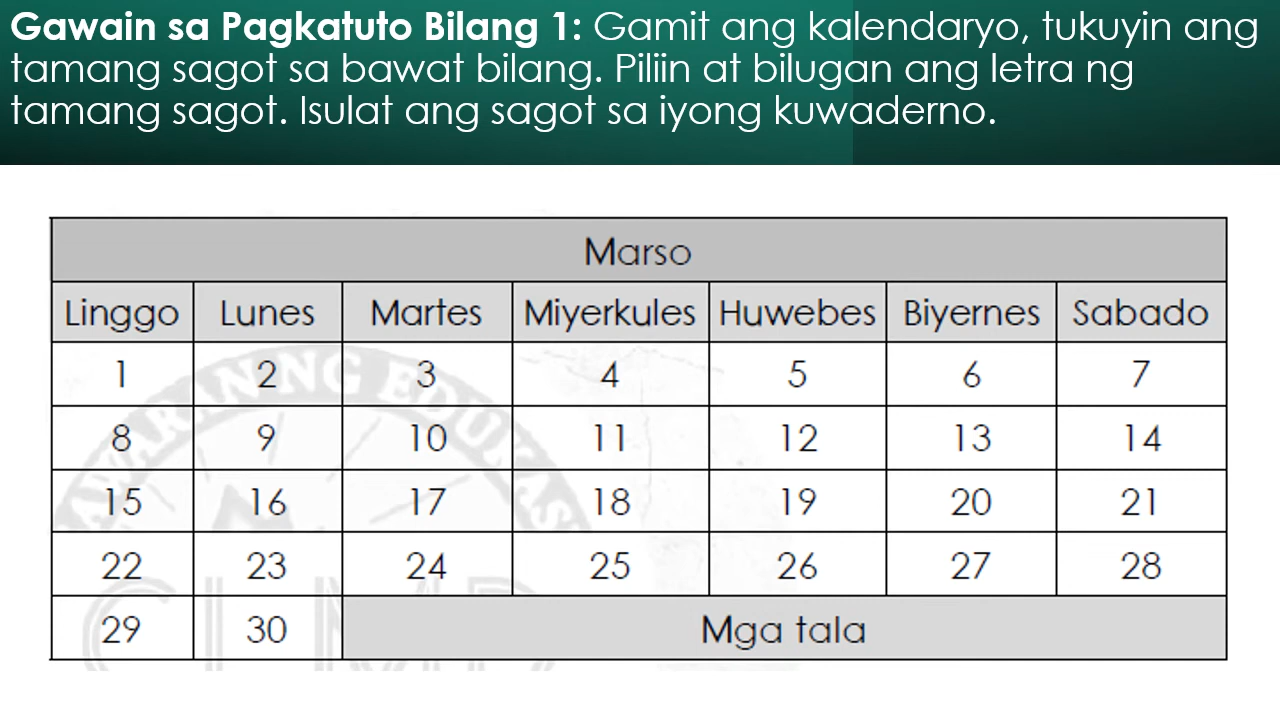 Gawain sa Pagkatuto Bilang 1: Gamit ang kalendaryo, tukuyin ang
tamang sagot sa bawat bilang. Piliin at bilugan ang letra ng
tamang sagot. Isulat ang sagot sa iyong kuwaderno.
Marso
Linggo Lunes Martes Miyerkules Huwebes Biyernes Sabado
1 2 3 4 5 6 7
8 9 10 11 12 13 14
15 16 17 18 19 20 21
22 23 24 25 26 27 28
29 30 Mga tala